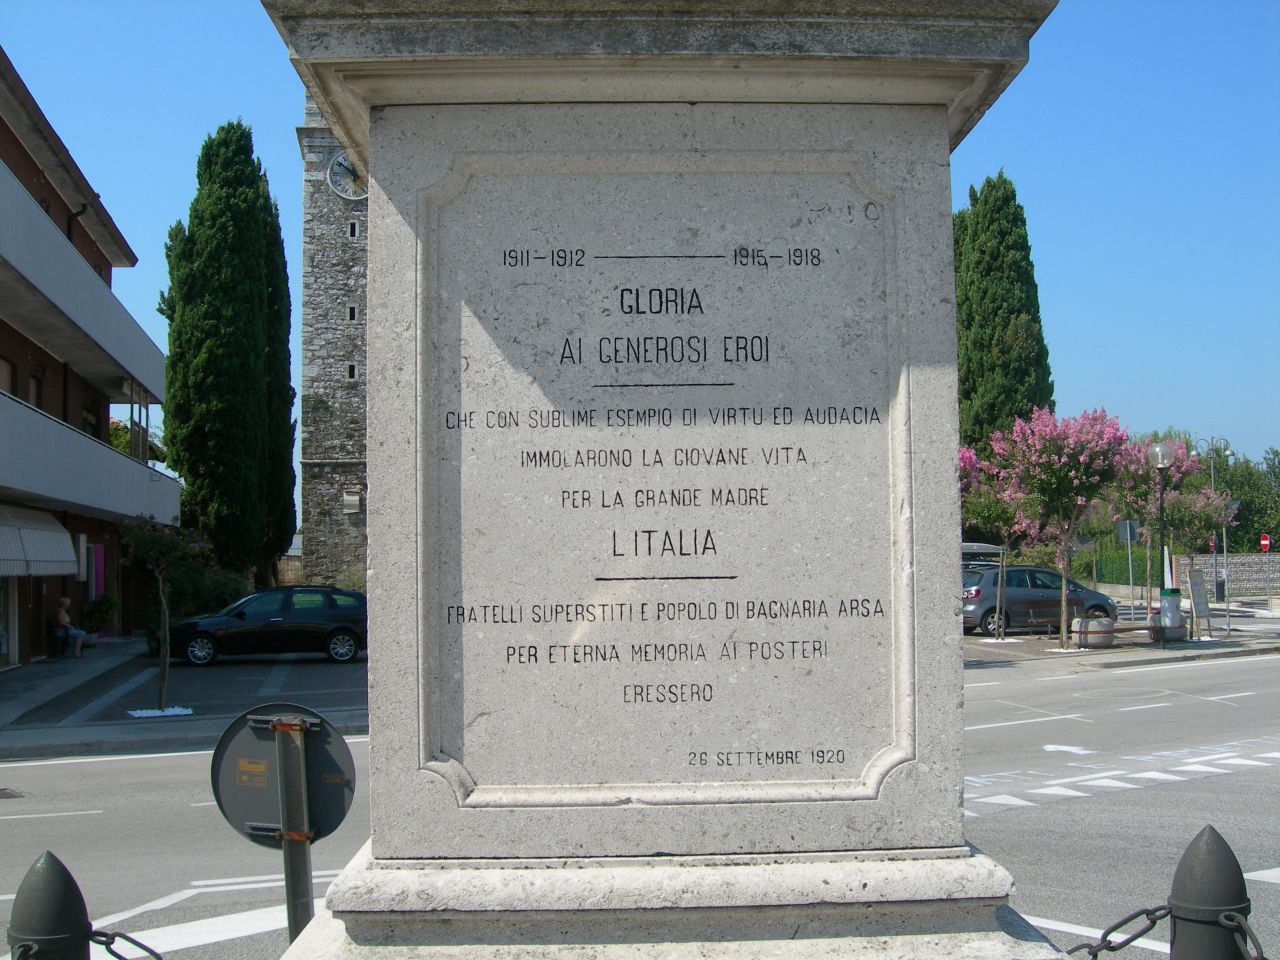 1911-1912 — 1915-1918
GLORIA
AI GENEROSI EROI
CHE CON SUBLIME ESEMPIO DI VIRTU ED AUDACIA
IMMOLARONO LA GIOVANE VITA
PER LA GRANDE MADRE
L'ITALIA
FRATELLI SUPERSTITI E POPOLO DI BAGNARIA ARSA
PER ETERNA MEMORIA AI POSTERI
ERESSERO
26 SETTEMBRE 1920